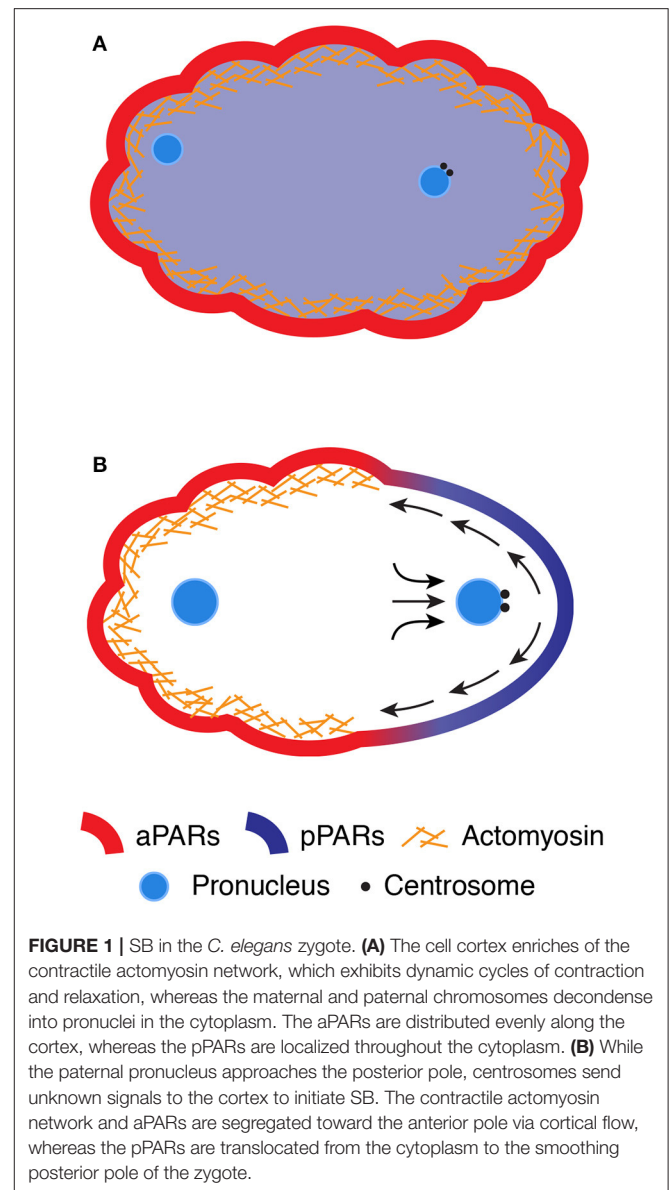 A
B
aPARs pPARs Actomyosin
Pronucleus Centrosome
FIGURE 1 | SB in the C. elegans zygote. (A) The cell cortex enriches of the
contractile actomyosin network, which exhibits dynamic cycles of contraction
and relaxation, whereas the maternal and paternal chromosomes decondense
into pronuclei in the cytoplasm. The aPARs are distributed evenly along the
cortex, whereas the pPARs are localized throughout the cytoplasm. (B) While
the paternal pronucleus approaches the posterior pole, centrosomes send
unknown signals to the cortex to initiate SB. The contractile actomyosin
network and aPARs are segregated toward the anterior pole via cortical flow,
whereas the pPARs are translocated from the cytoplasm to the smoothing
posterior pole of the zygote.